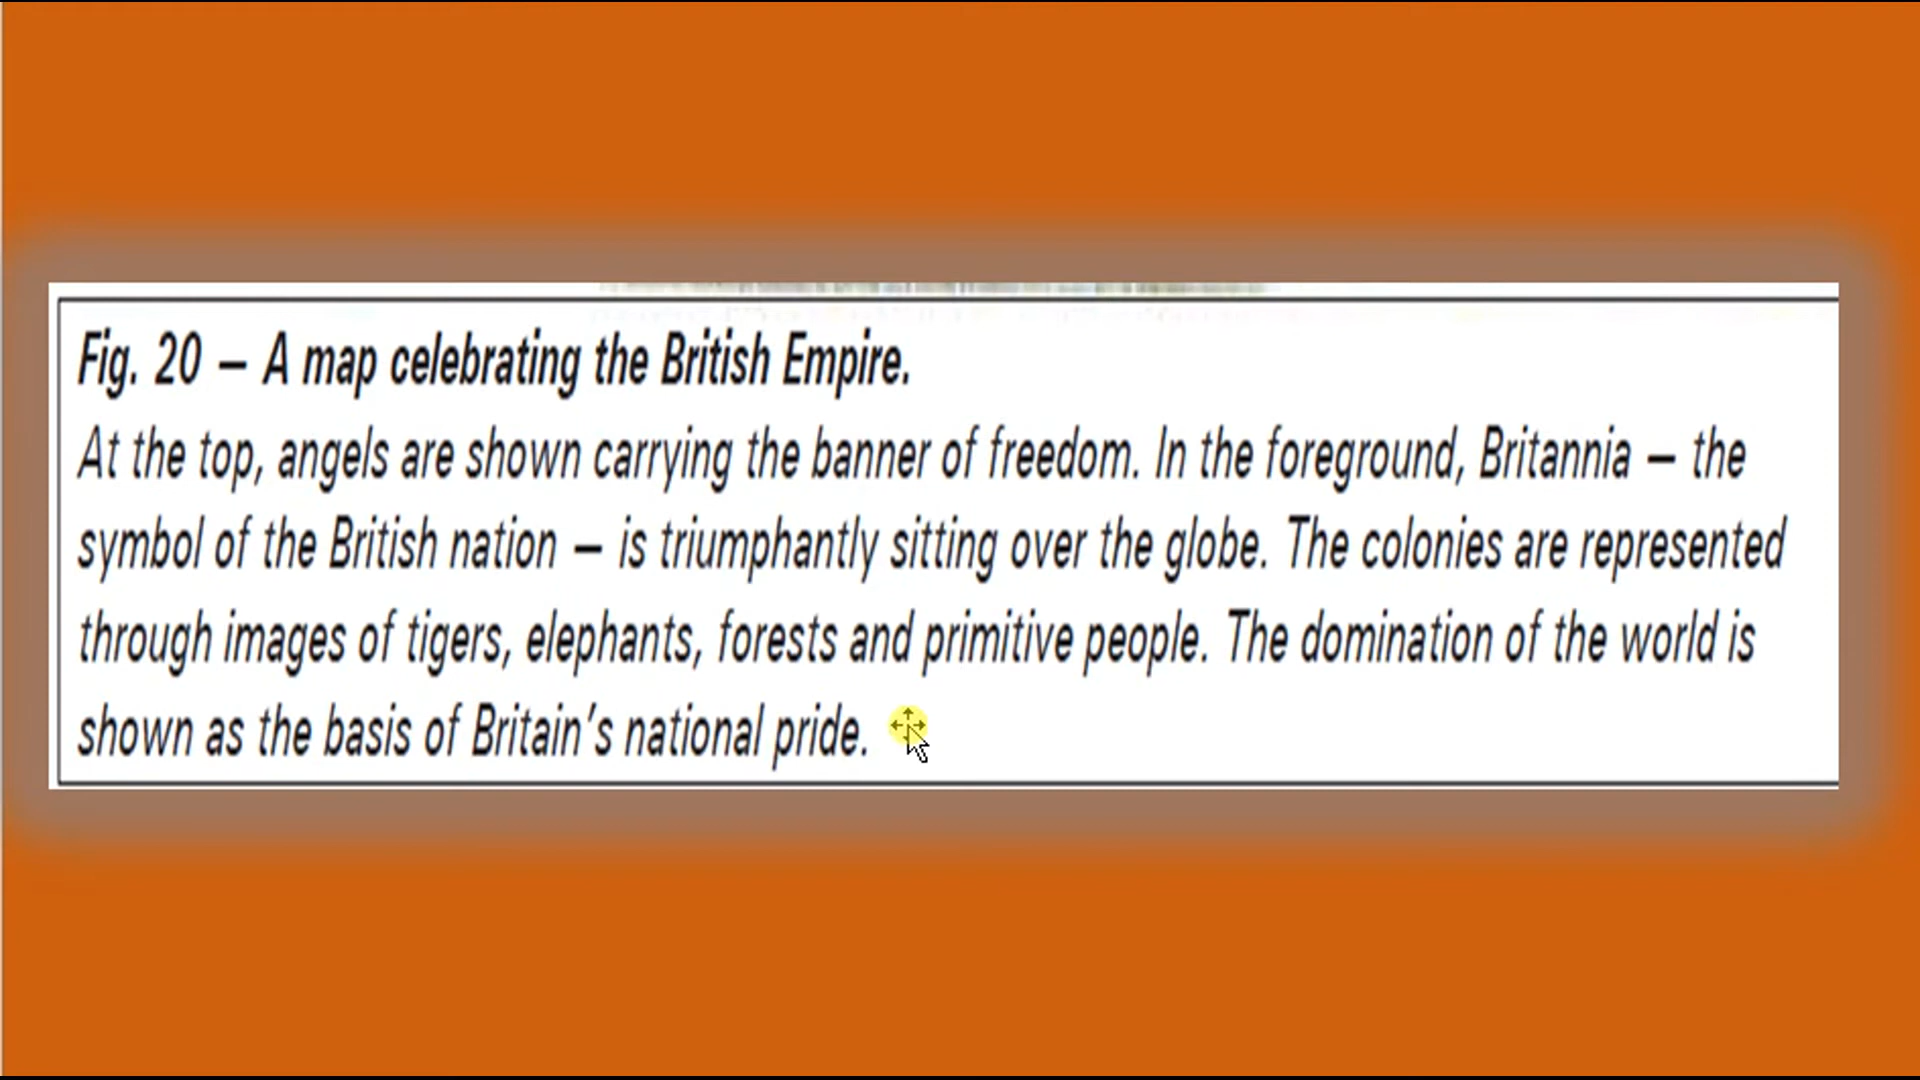 Fig. 20 – A map celebrating the British Empire.
At the top, angels are shown carrying the banner of freedom. In the foreground, Britannia – the
symbol of the British nation – is triumphantly sitting over the globe. The colonies are represented
through images of tigers, elephants, forests and primitive people. The domination of the world is
shown as the basis of Britain’s national pride.